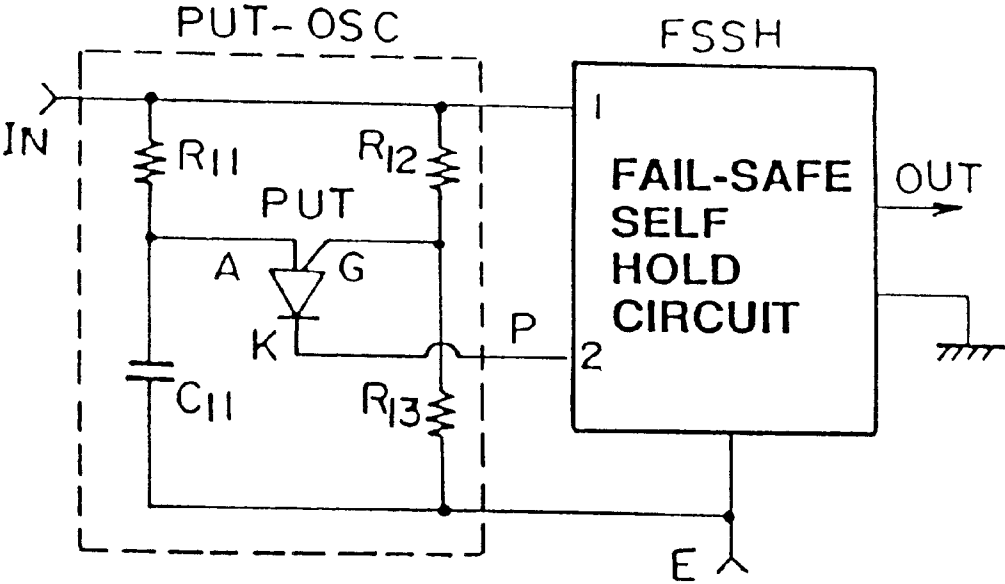 PUT-OSC
FSSH
IN
1
R11
R12
PUT
FAIL-SAFE
SELF
HOLD
CIRCUIT
OUT
A
G
K
P
2
C11
R13
E